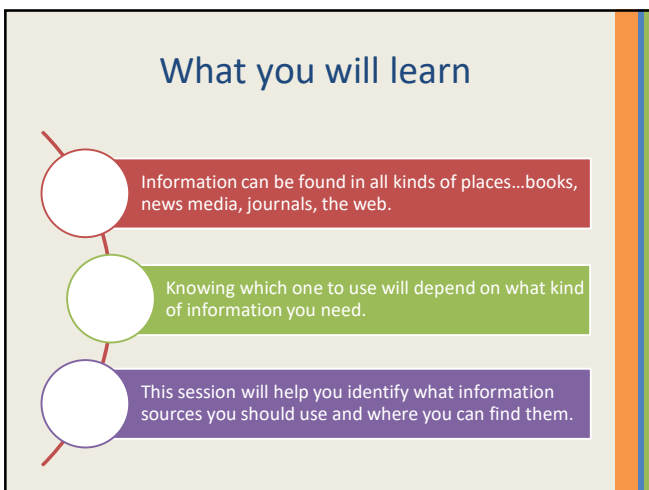 What you will learn
Information can be found in all kinds of places…books,
news media, journals, the web.
Knowing which one to use will depend on what kind
of information you need.
This session will help you identify what information
sources you should use and where you can find them.